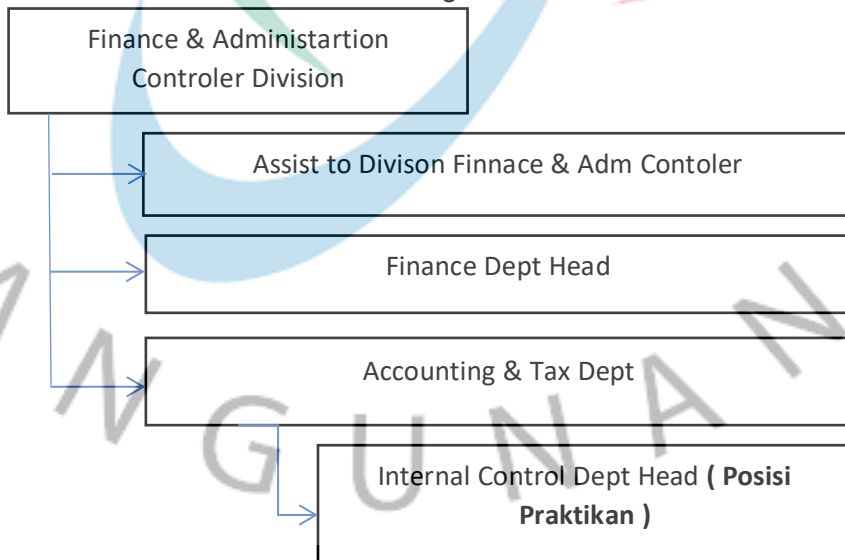 Finance & Administartion
Controler Division
Assist to Divison Finnace & Adm Contoler
Finance Dept Head
Accounting & Tax Dept
Internal Control Dept Head ( Posisi
Praktikan )
NGUNAN